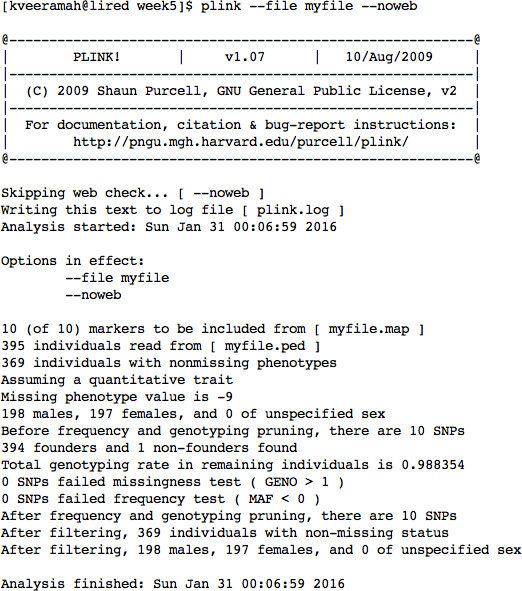 [kveeramah@lired week5]$ plink --file myfile --noweb
@----------------------------------------------------------@
| PLINK! | v1.07 | 10/Aug/2009 |
|----------------------------------------------------------|
| (C) 2009 Shaun Purcell, GNU General Public License, v2 |
|----------------------------------------------------------|
| For documentation, citation & bug-report instructions: |
| http://pngu.mgh.harvard.edu/purcell/plink/ |
@----------------------------------------------------------@
Skipping web check... [ --noweb ]
Writing this text to log file [ plink.log ]
Analysis started: Sun Jan 31 00:06:59 2016
Options in effect:
--file myfile
--noweb
10 (of 10) markers to be included from [ myfile.map ]
395 individuals read from [ myfile.ped ]
369 individuals with nonmissing phenotypes
Assuming a quantitative trait
Missing phenotype value is -9
198 males, 197 females, and 0 of unspecified sex
Before frequency and genotyping pruning, there are 10 SNPs
394 founders and 1 non-founders found
Total genotyping rate in remaining individuals is 0.988354
0 SNPs failed missingness test ( GENO > 1 )
0 SNPs failed frequency test ( MAF < 0 )
After frequency and genotyping pruning, there are 10 SNPs
After filtering, 369 individuals with non-missing status
After filtering, 198 males, 197 females, and 0 of unspecified sex
Analysis finished: Sun Jan 31 00:06:59 2016